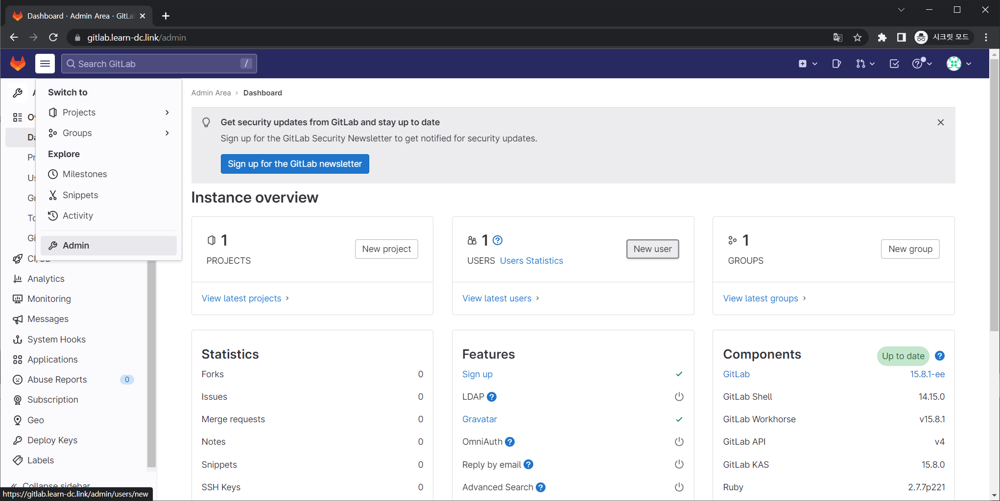 Dashboard · Admin Area · GitLa
gitlab.learn-dc.link/admin
시크릿 모드
Search GitLab /
Switch to
Projects
Groups
Explore
Milestones
Snippets
Activity
Admin
A
Ov
Da
Pr
Us
Gr
To
Gi
CI/CD
Analytics
Monitoring
Messages
System Hooks
Applications
Abuse Reports 0
Subscription
Geo
Deploy Keys
Labels
Collapse sidebar
https://gitlab.learn-dc.link/admin/users/new
Admin Area › Dashboard
Get security updates from GitLab and stay up to date
Sign up for the GitLab Security Newsletter to get notified for security updates.
Sign up for the GitLab newsletter
Instance overview
1
PROJECTS
New project
View latest projects
1
USERS Users Statistics
New user
View latest users
1
GROUPS
New group
View latest groups
Statistics
Forks 0
Issues 0
Merge requests 0
Notes 0
Snippets 0
SSH Keys 0
Features
Sign up
LDAP
Gravatar
OmniAuth
Reply by email
Advanced Search
Components Up to date
GitLab 15.8.1-ee
GitLab Shell 14.15.0
GitLab Workhorse v15.8.1
GitLab API v4
GitLab KAS 15.8.0
Ruby 2.7.7p221